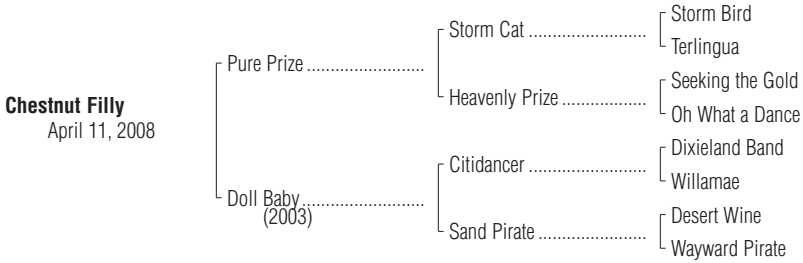 Storm Bird
Storm Cat ..........................
Terlingua
Pure Prize ..........................
Seeking the Gold
Heavenly Prize ...................
Oh What a Dance
Chestnut Filly
April 11, 2008
Dixieland Band
Citidancer ..........................
Willamae
Doll Baby ...........................
(2003)
Desert Wine
Sand Pirate ........................
Wayward Pirate